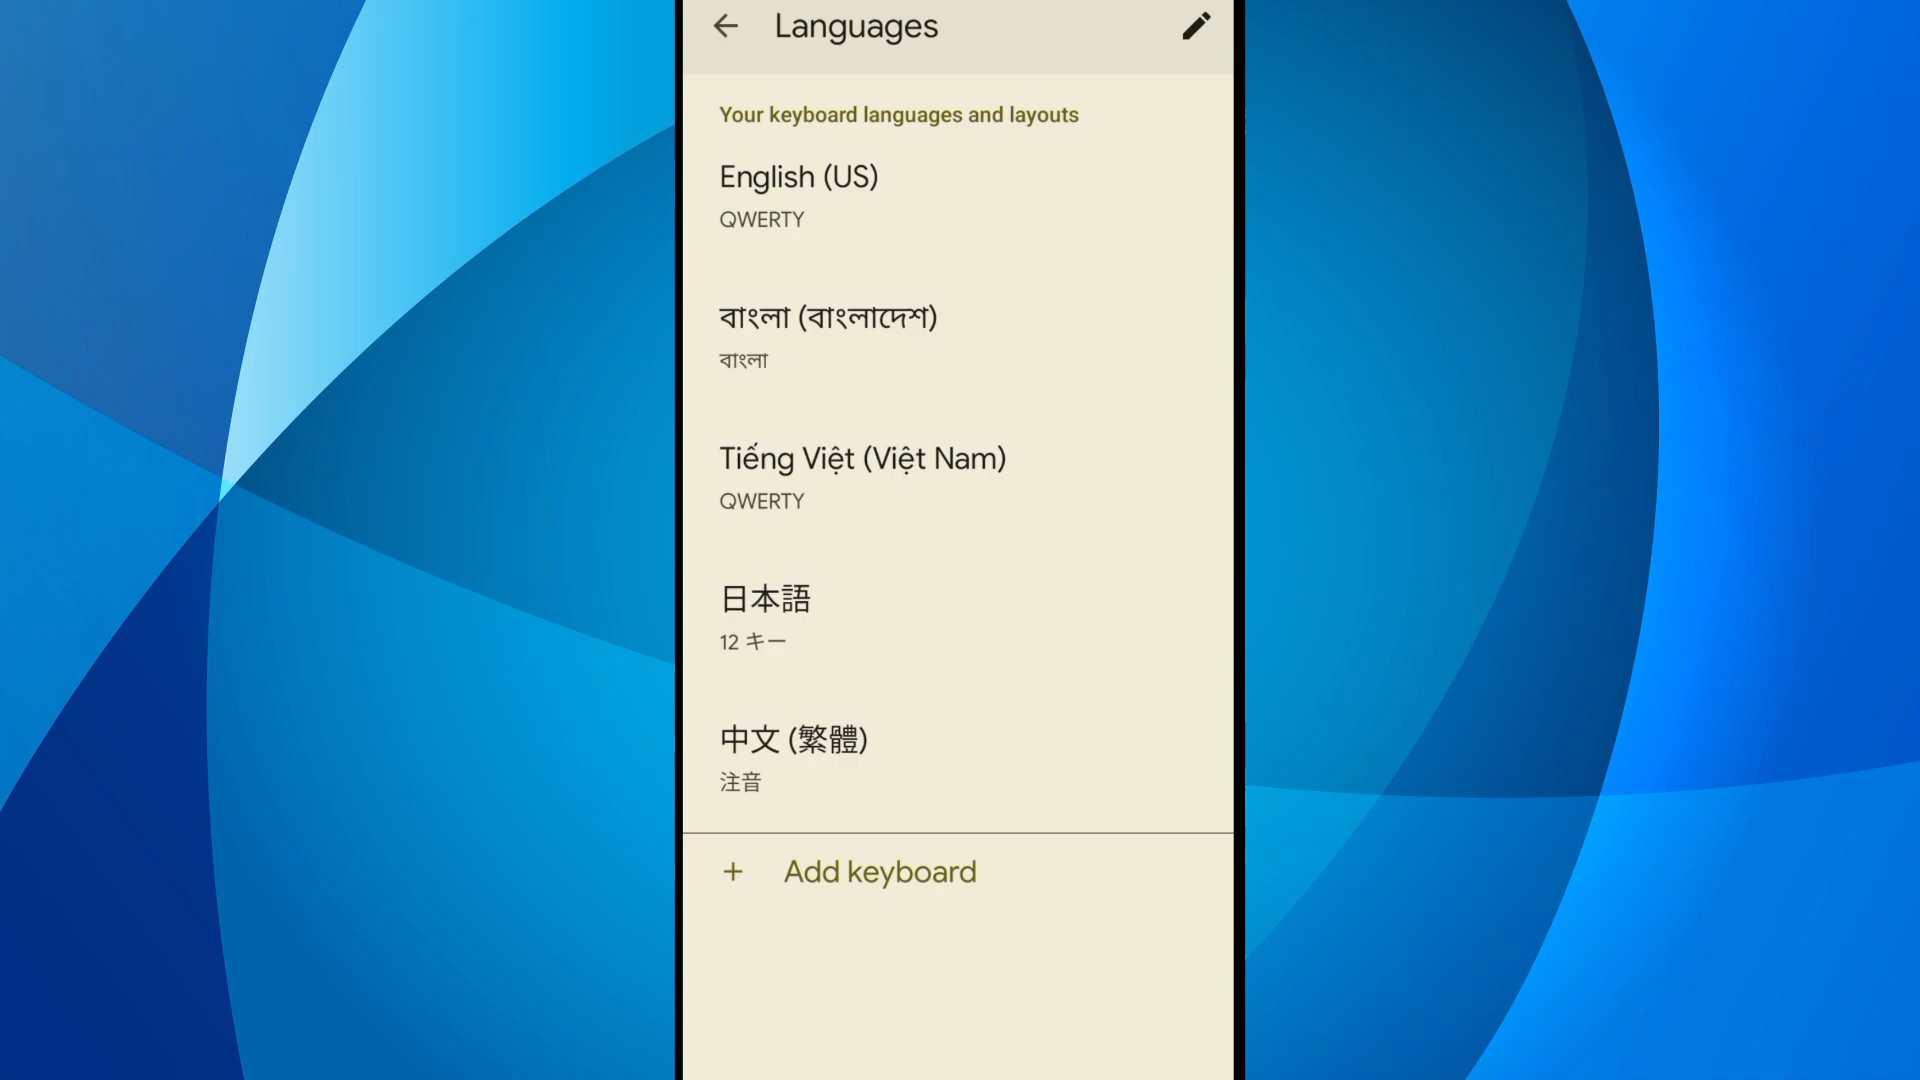 Languages
Your keyboard languages and layouts
English (US)
QWERTY
বাংলা (বাংলাদেশ)
বাংলা
Tiếng Việt (Việt Nam)
QWERTY
日本語
12 キー
中文 (繁體)
注音
+ Add keyboard